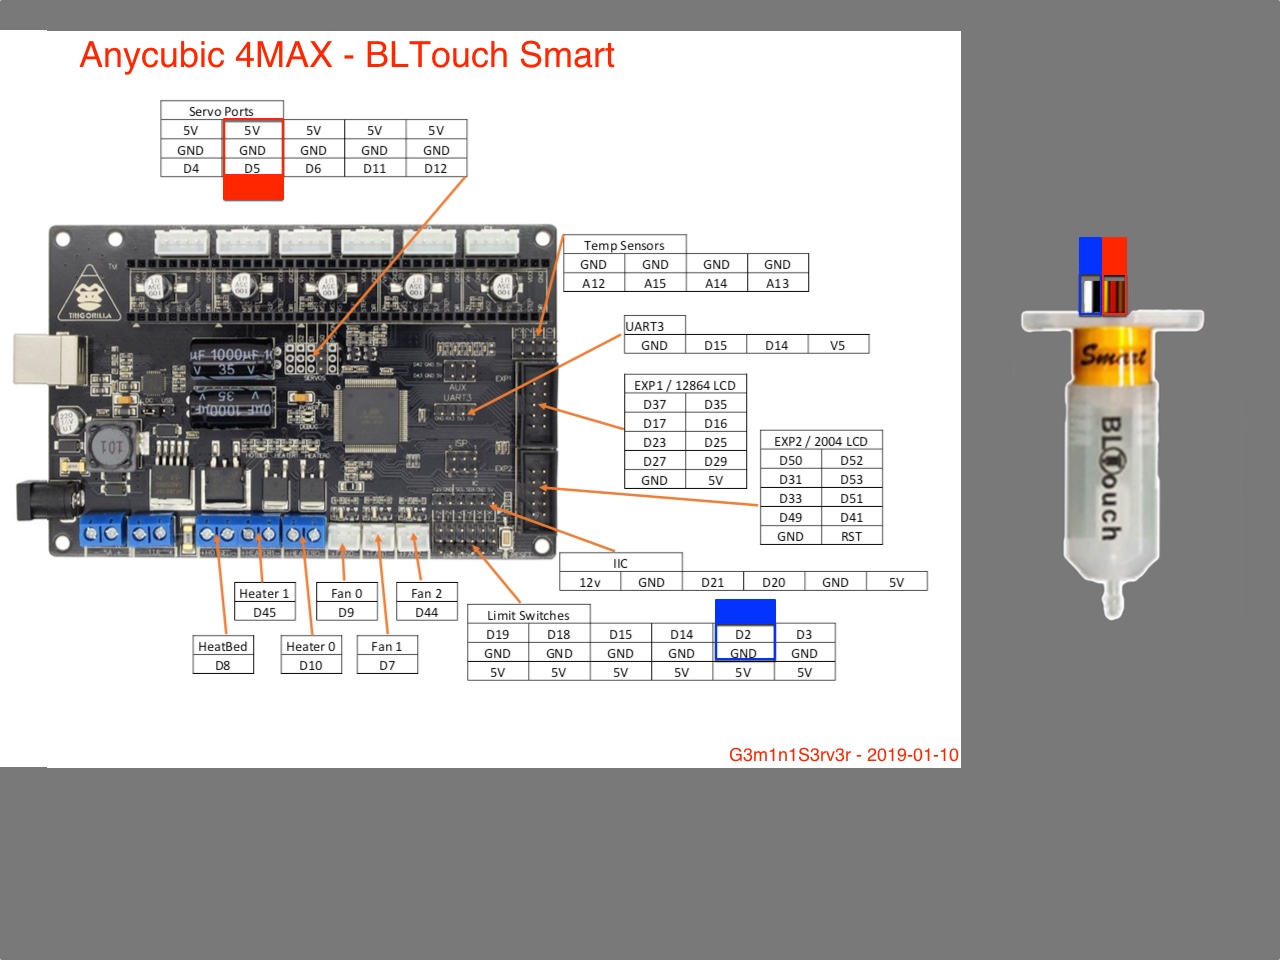 Anycubic 4MAX - BLTouch Smart
Servo Ports
5V 5V 5V 5V 5V
GND GND GND GND GND
D4 D5 D6 D11 D12
Temp Sensors
GND GND GND GND
A12 A15 A14 A13
UART3
GND D15 D14 V5
EXP1 / 12864 LCD
D37 D35
D17 D16
D23 D25
D27 D29
GND 5V
EXP2 / 2004 LCD
D50 D52
D31 D53
D33 D51
D49 D41
GND RST
IIC
12v GND D21 D20 GND 5V
Limit Switches
D19 D18 D15 D14 D2 D3
GND GND GND GND GND GND
5V 5V 5V 5V 5V 5V
Heater 1
D45
Fan 0
D9
Fan 2
D44
HeatBed
D8
Heater 0
D10
Fan 1
D7
TM
TRIGORILLA
SERVOS
AUX
UART3
ISP
EXP1
EXP2
POWER
DEBUG
µF 1000µF
V 35 V
101
220
Smart
BLTouch
G3m1n1S3rv3r - 2019-01-10